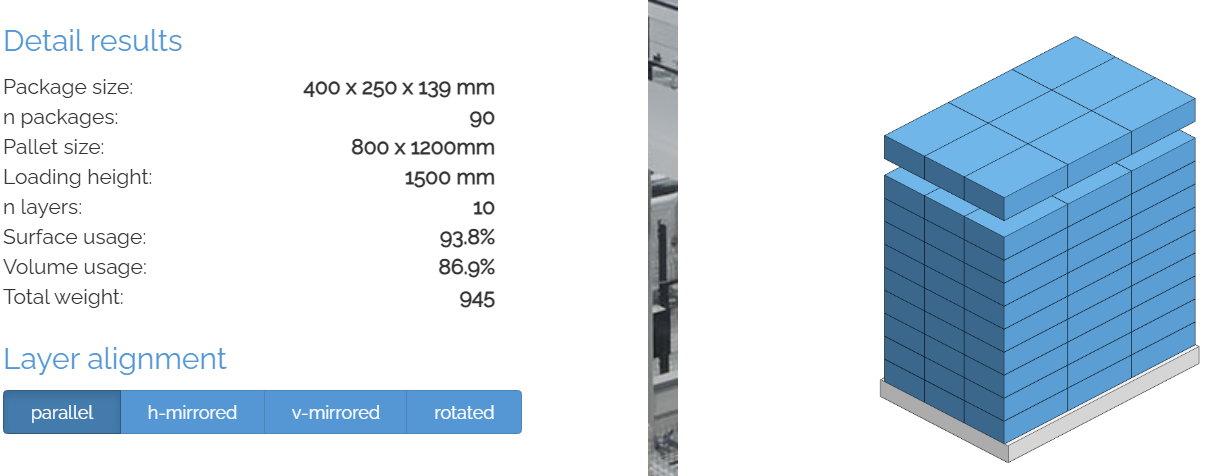 Detail results
Package size: 400 x 250 x 139 mm
n packages: 90
Pallet size: 800 x 1200mm
Loading height: 1500 mm
n layers: 10
Surface usage: 93.8%
Volume usage: 86.9%
Total weight: 945
Layer alignment
parallel h-mirrored v-mirrored rotated